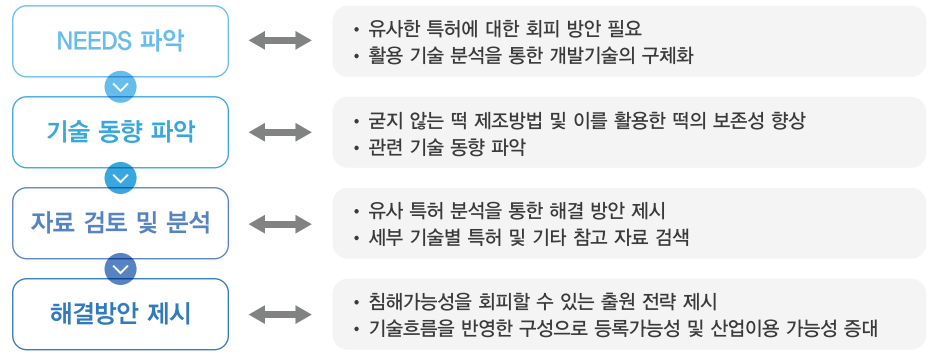 NEEDS 파악
• 유사한 특허에 대한 회피 방안 필요
• 활용 기술 분석을 통한 개발기술의 구체화
기술 동향 파악
• 굳지 않는 떡 제조방법 및 이를 활용한 떡의 보존성 향상
• 관련 기술 동향 파악
자료 검토 및 분석
• 유사 특허 분석을 통한 해결 방안 제시
• 세부 기술별 특허 및 기타 참고 자료 검색
해결방안 제시
• 침해가능성을 회피할 수 있는 출원 전략 제시
• 기술흐름을 반영한 구성으로 등록가능성 및 산업이용 가능성 증대